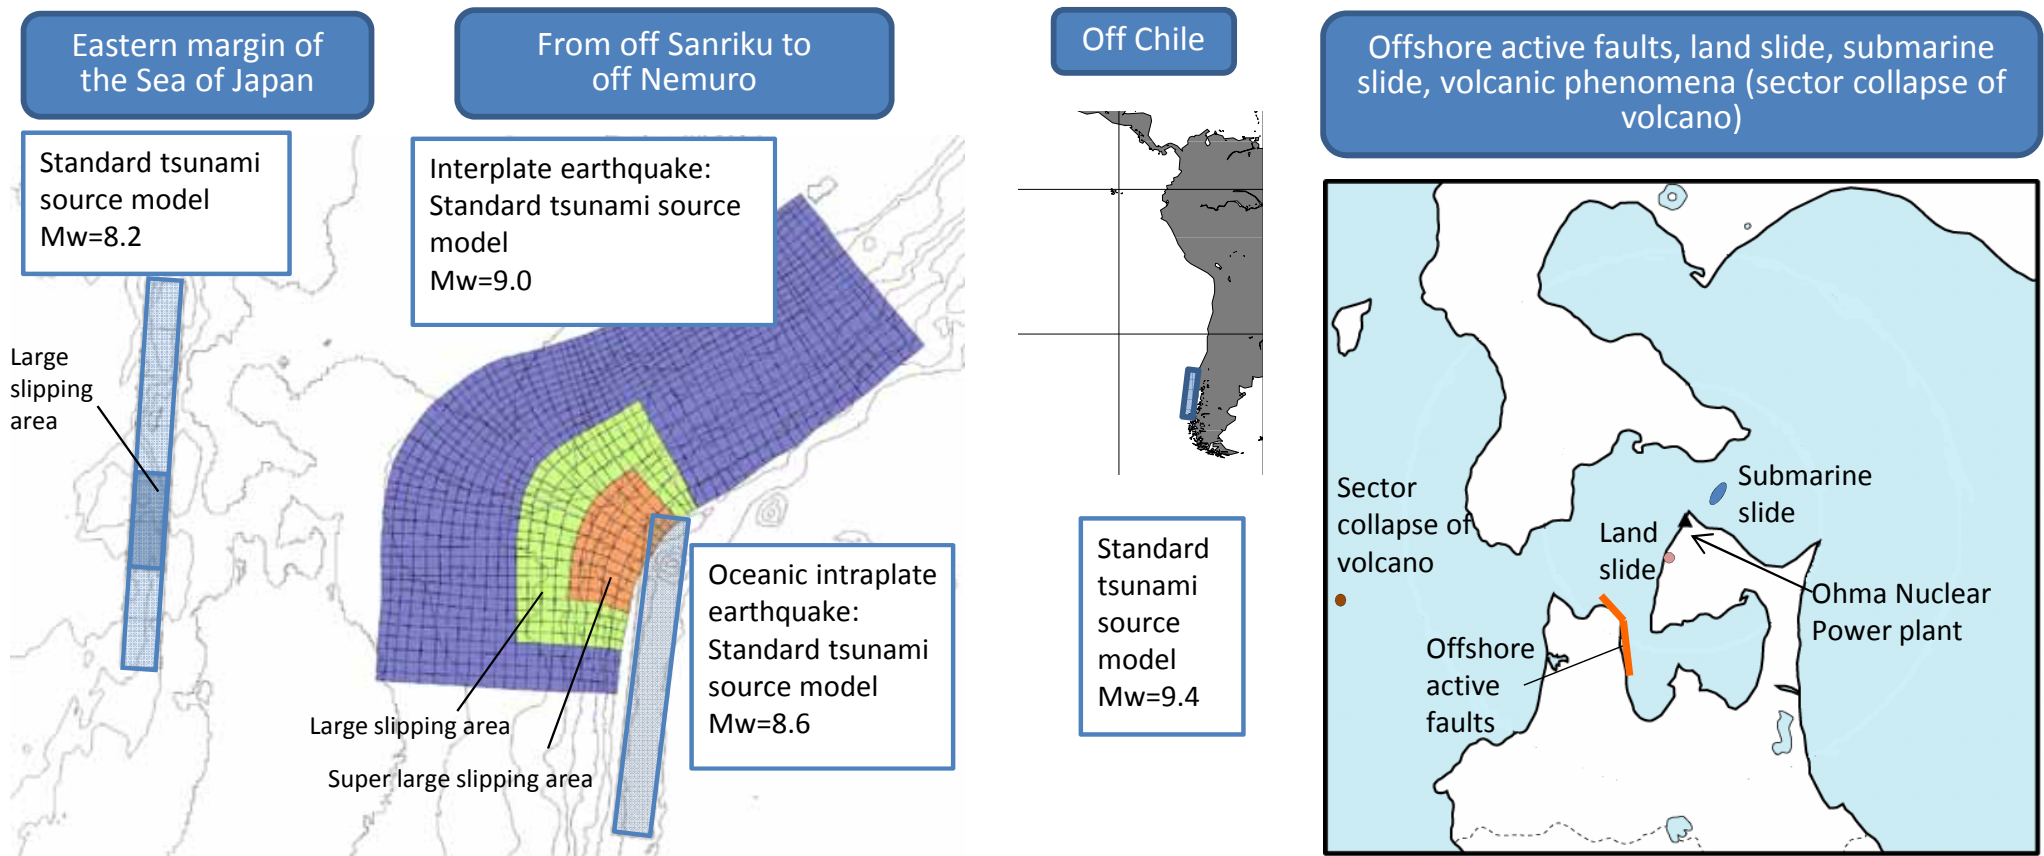 Eastern margin of
the Sea of Japan
Standard tsunami
source model
Mw=8.2
Large
slipping
area
From off Sanriku to
off Nemuro
Interplate earthquake:
Standard tsunami source
model
Mw=9.0
Oceanic intraplate
earthquake:
Standard tsunami
source model
Mw=8.6
Large slipping area
Super large slipping area
Off Chile
Standard
tsunami
source
model
Mw=9.4
Offshore active faults, land slide, submarine
slide, volcanic phenomena (sector collapse of
volcano)
Sector
collapse of
volcano
Submarine
slide
Land
slide
Ohma Nuclear
Power plant
Offshore
active
faults